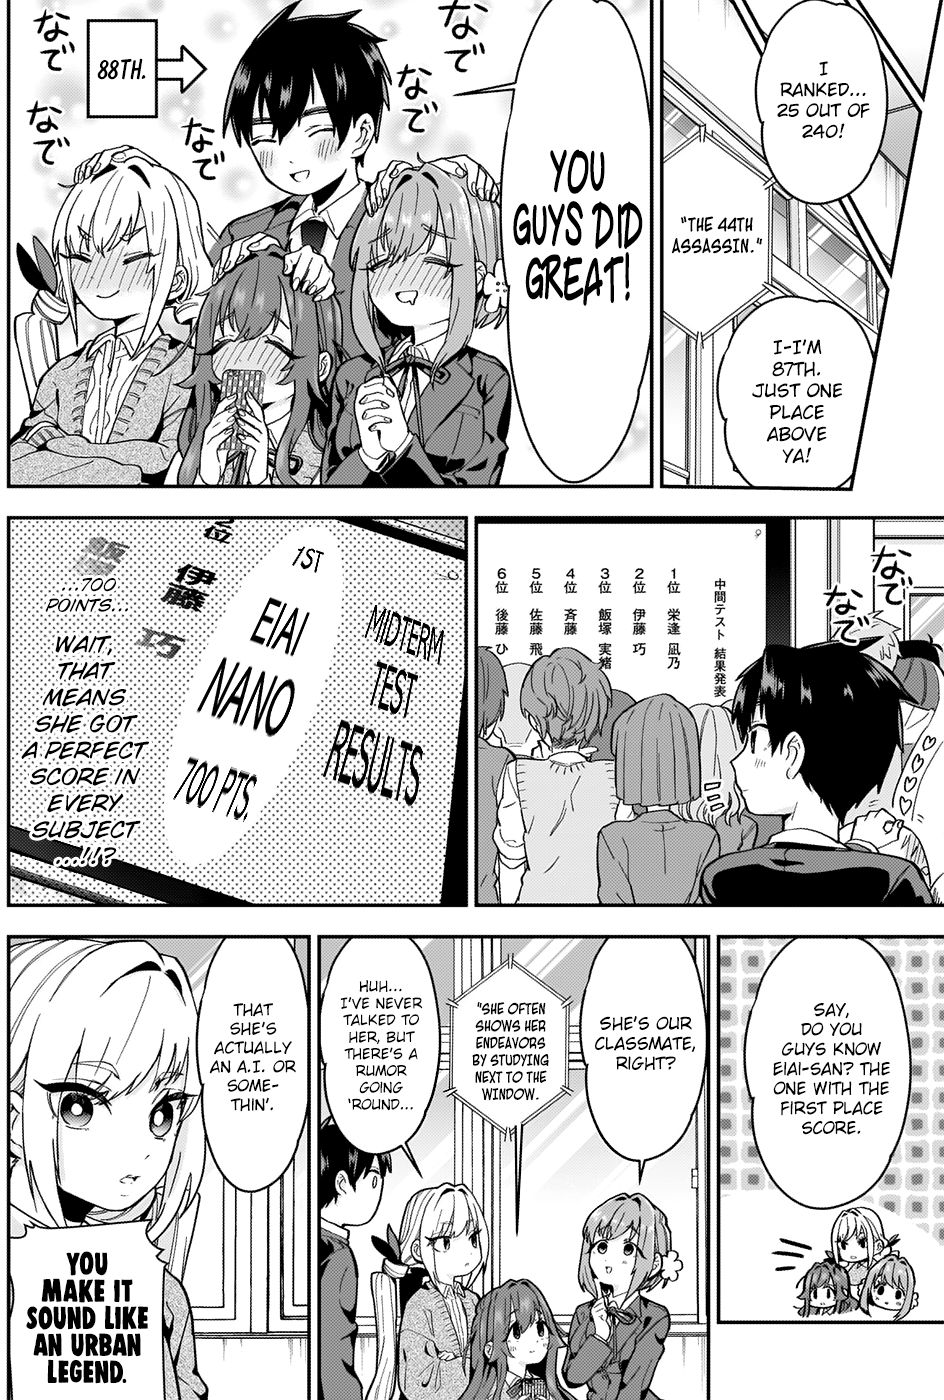 I
RANKED...
25 OUT OF
240!
"THE 44TH
ASSASSIN."
I-I'M
87TH.
JUST ONE
PLACE
ABOVE
YA!
YOU
GUYS DID
GREAT!
88TH.
なで
なで
なで
なで
なで
なで
中間テスト 結果発表
1位 栄逢 凪乃
2位 伊藤 巧
3位 飯塚 実緒
4位 斉藤
5位 佐藤 飛
6位 後藤 ひ
MIDTERM
TEST
RESULTS
1ST
EIAI
NANO
700 PTS.
2位
伊藤
巧
飯
...700
POINTS...
WAIT,
THAT
MEANS
SHE GOT
A PERFECT
SCORE IN
EVERY
SUBJECT
....!!?
SAY,
DO YOU
GUYS KNOW
EIAI-SAN? THE
ONE WITH THE
FIRST PLACE
SCORE.
SHE'S OUR
CLASSMATE,
RIGHT?
"SHE OFTEN
SHOWS HER
ENDEAVORS
BY STUDYING
NEXT TO THE
WINDOW.
HUH...
I'VE NEVER
TALKED TO
HER, BUT
THERE'S A
RUMOR
GOING
'ROUND...
THAT
SHE'S
ACTUALLY
AN A.I. OR
SOME-
THIN'.
YOU
MAKE IT
SOUND LIKE
AN URBAN
LEGEND.